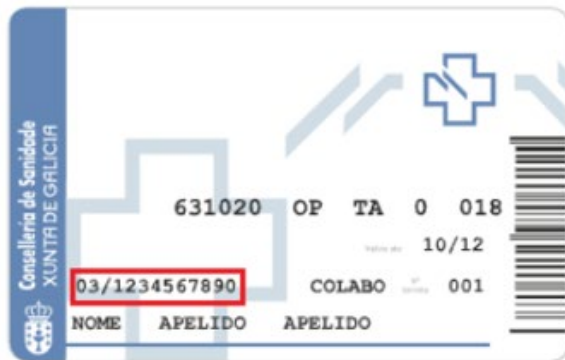 Consellería de Sanidade
XUNTA DE GALICIA
631020 OP TA 0 018
10/12
03/1234567890 COLABO 001
NOME APELIDO APELIDO